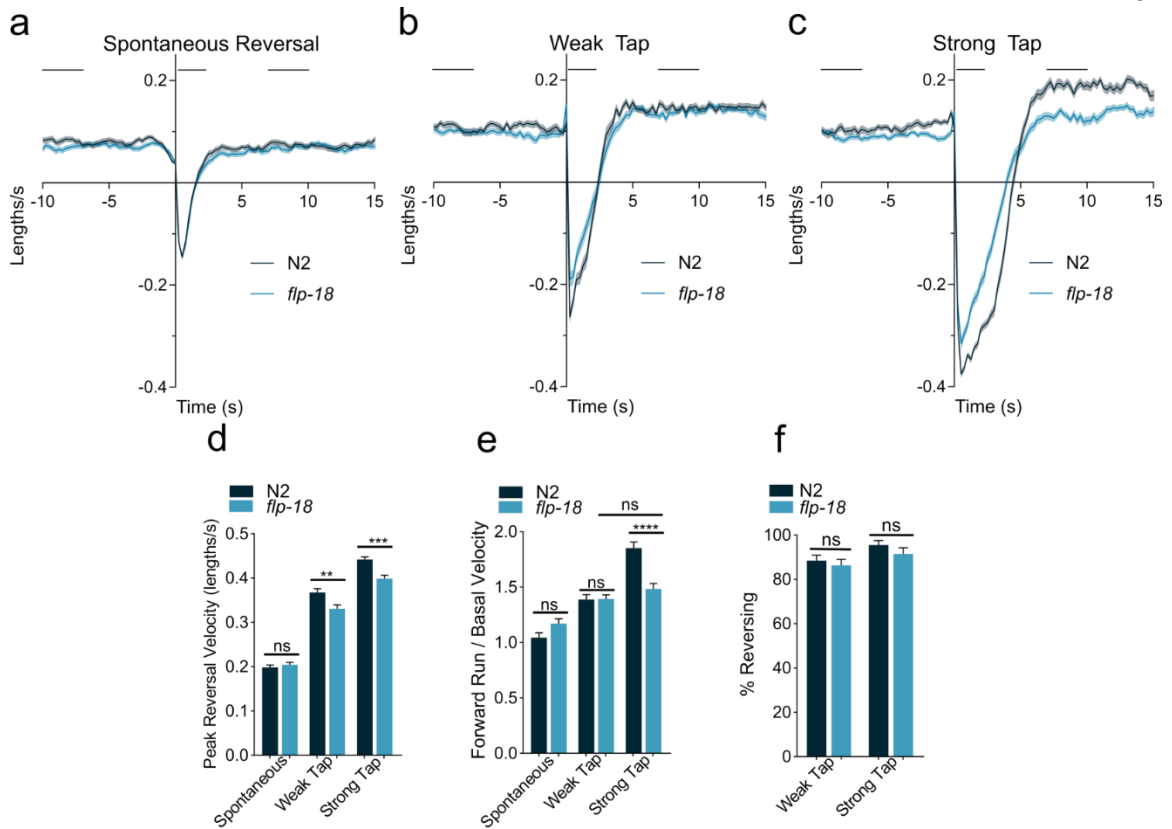 a
Spontaneous Reversal
0.2
-10
-5
5
10
15
-0.2
-0.4
Lengths/s
Time (s)
N2
flp-18
b
Weak Tap
0.2
-10
-5
5
10
15
-0.2
-0.4
Lengths/s
Time (s)
N2
flp-18
c
Strong Tap
0.2
-10
-5
5
10
15
-0.2
-0.4
Lengths/s
Time (s)
N2
flp-18
d
N2
flp-18
Peak Reversal Velocity (lengths/s)
0.5
0.4
0.3
0.2
0.1
0.0
ns
**
***
Spontaneous
Weak Tap
Strong Tap
e
N2
flp-18
Forward Run / Basal Velocity
2.0
1.5
1.0
0.5
0.0
ns
ns
ns
****
Spontaneous
Weak Tap
Strong Tap
f
N2
flp-18
% Reversing
100
80
60
40
20
0
ns
ns
Weak Tap
Strong Tap